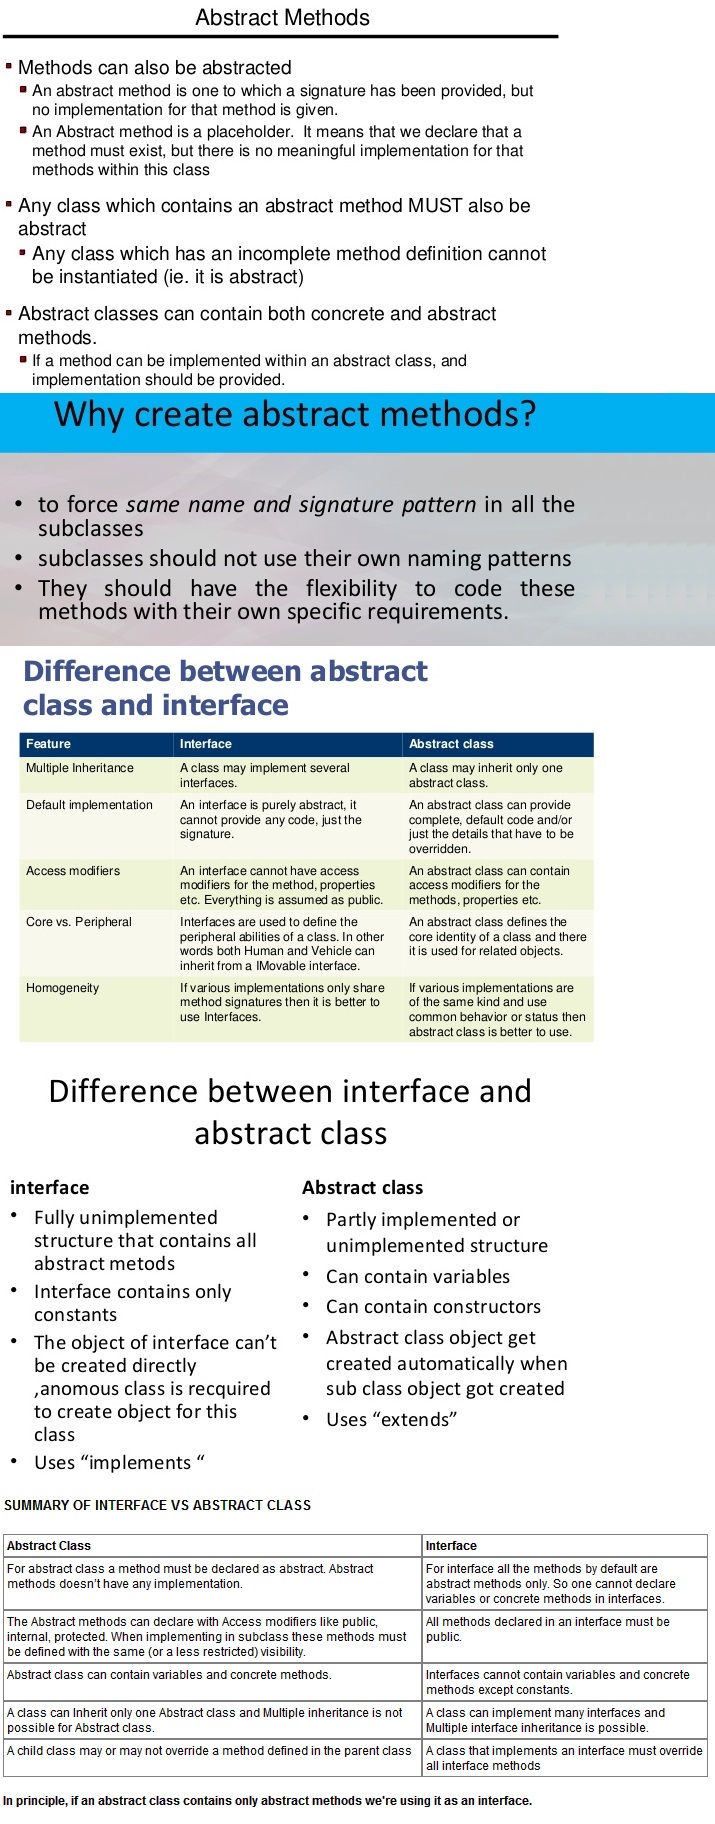 Abstract Methods
▪ Methods can also be abstracted
▪ An abstract method is one to which a signature has been provided, but
no implementation for that method is given.
▪ An Abstract method is a placeholder.  It means that we declare that a
method must exist, but there is no meaningful implementation for that
methods within this class
▪ Any class which contains an abstract method MUST also be
abstract
▪ Any class which has an incomplete method definition cannot
be instantiated (ie. it is abstract)
▪ Abstract classes can contain both concrete and abstract
methods.
▪ If a method can be implemented within an abstract class, and
implementation should be provided.
Why create abstract methods?
• to force same name and signature pattern in all the
subclasses
• subclasses should not use their own naming patterns
• They should have the flexibility to code these
methods with their own specific requirements.
Difference between abstract
class and interface
Feature Interface Abstract class
Multiple Inheritance A class may implement several A class may inherit only one
interfaces. abstract class.
Default implementation An interface is purely abstract, it An abstract class can provide
cannot provide any code, just the complete, default code and/or
signature. just the details that have to be
overridden.
Access modifiers An interface cannot have access An abstract class can contain
modifiers for the method, properties access modifiers for the
etc. Everything is assumed as public. methods, properties etc.
Core vs. Peripheral Interfaces are used to define the An abstract class defines the
peripheral abilities of a class. In other core identity of a class and there
words both Human and Vehicle can it is used for related objects.
inherit from a IMovable interface.
Homogeneity If various implementations only share If various implementations are
method signatures then it is better to of the same kind and use
use Interfaces. common behavior or status then
abstract class is better to use.
Difference between interface and
abstract class
interface
• Fully unimplemented
structure that contains all
abstract metods
• Interface contains only
constants
• The object of interface can’t
be created directly
,anomous class is recquired
to create object for this
class
• Uses “implements “
Abstract class
• Partly implemented or
unimplemented structure
• Can contain variables
• Can contain constructors
• Abstract class object get
created automatically when
sub class object got created
• Uses “extends”
SUMMARY OF INTERFACE VS ABSTRACT CLASS
Abstract Class Interface
For abstract class a method must be declared as abstract. Abstract For interface all the methods by default are
methods doesn't have any implementation. abstract methods only. So one cannot declare
variables or concrete methods in interfaces.
The Abstract methods can declare with Access modifiers like public, All methods declared in an interface must be
internal, protected. When implementing in subclass these methods must public.
be defined with the same (or a less restricted) visibility.
Abstract class can contain variables and concrete methods. Interfaces cannot contain variables and concrete
methods except constants.
A class can Inherit only one Abstract class and Multiple inheritance is not A class can implement many interfaces and
possible for Abstract class. Multiple interface inheritance is possible.
A child class may or may not override a method defined in the parent class A class that implements an interface must override
all interface methods
In principle, if an abstract class contains only abstract methods we're using it as an interface.